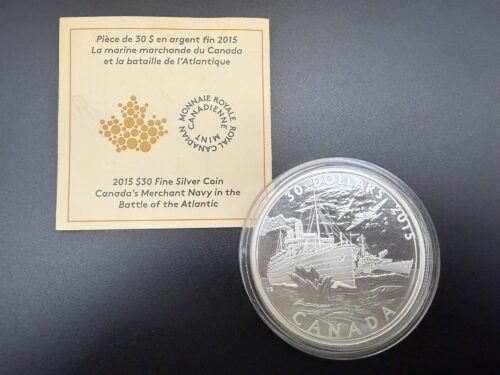 Pièce de 30 $ en argent fin 2015
La marine marchande du Canada
et la bataille de l'Atlantique
MONNAIE ROYALE CANADIENNE
ROYAL CANADIAN MINT
2015 $30 Fine Silver Coin
Canada's Merchant Navy in the
Battle of the Atlantic
30 DOLLARS 2015
CANADA